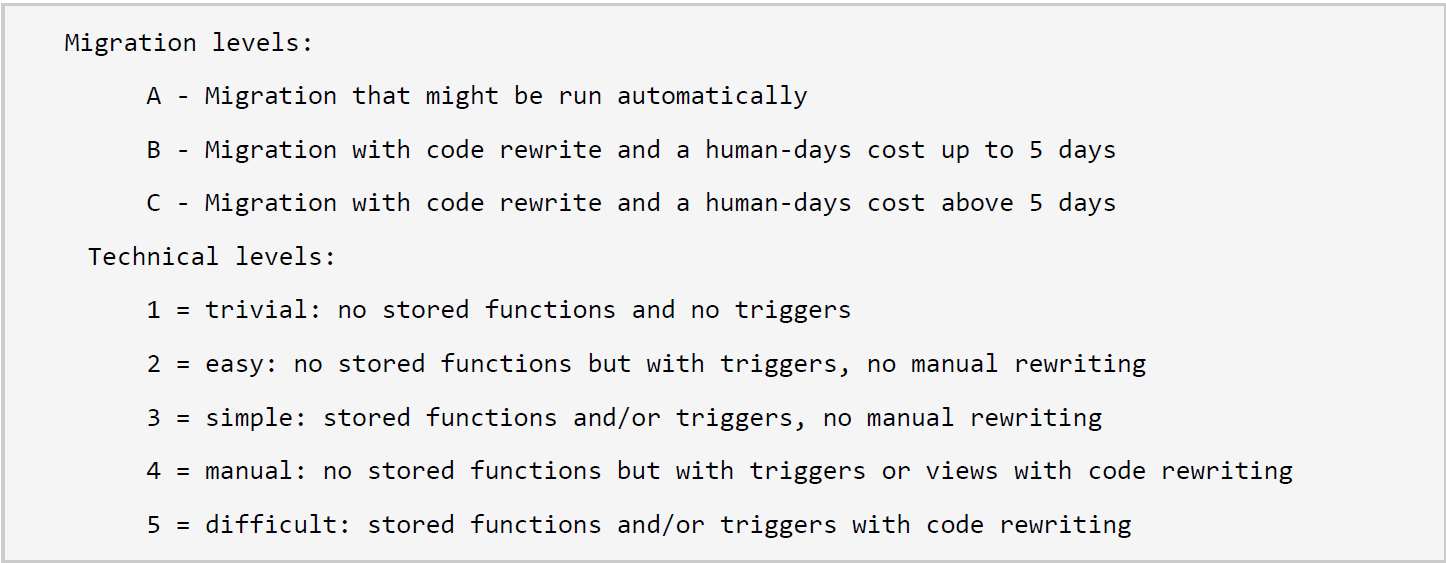 Migration levels:
A - Migration that might be run automatically
B - Migration with code rewrite and a human-days cost up to 5 days
C - Migration with code rewrite and a human-days cost above 5 days
Technical levels:
1 = trivial: no stored functions and no triggers
2 = easy: no stored functions but with triggers, no manual rewriting
3 = simple: stored functions and/or triggers, no manual rewriting
4 = manual: no stored functions but with triggers or views with code rewriting
5 = difficult: stored functions and/or triggers with code rewriting